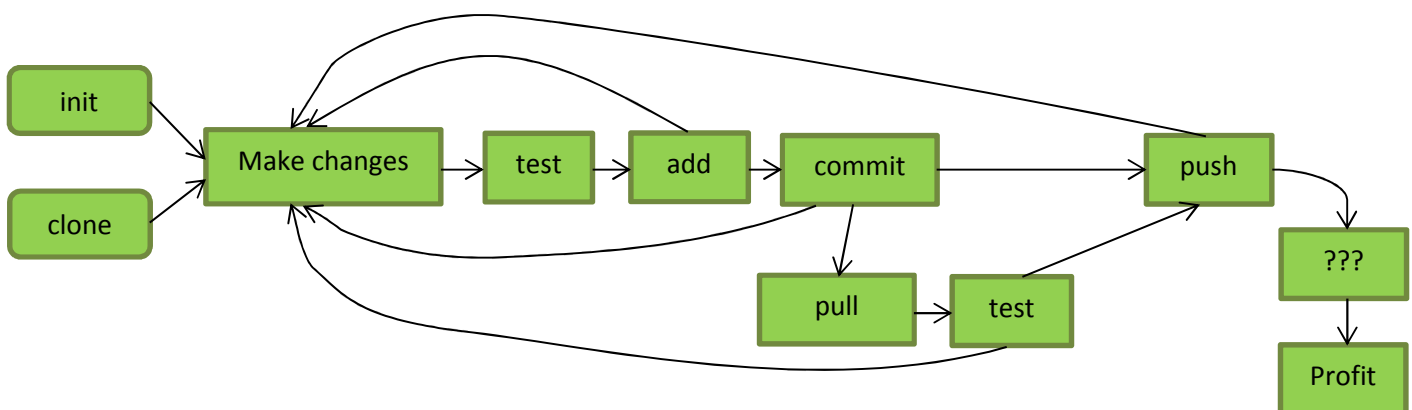 init
clone
Make changes
test
add
commit
push
pull
test
???
Profit